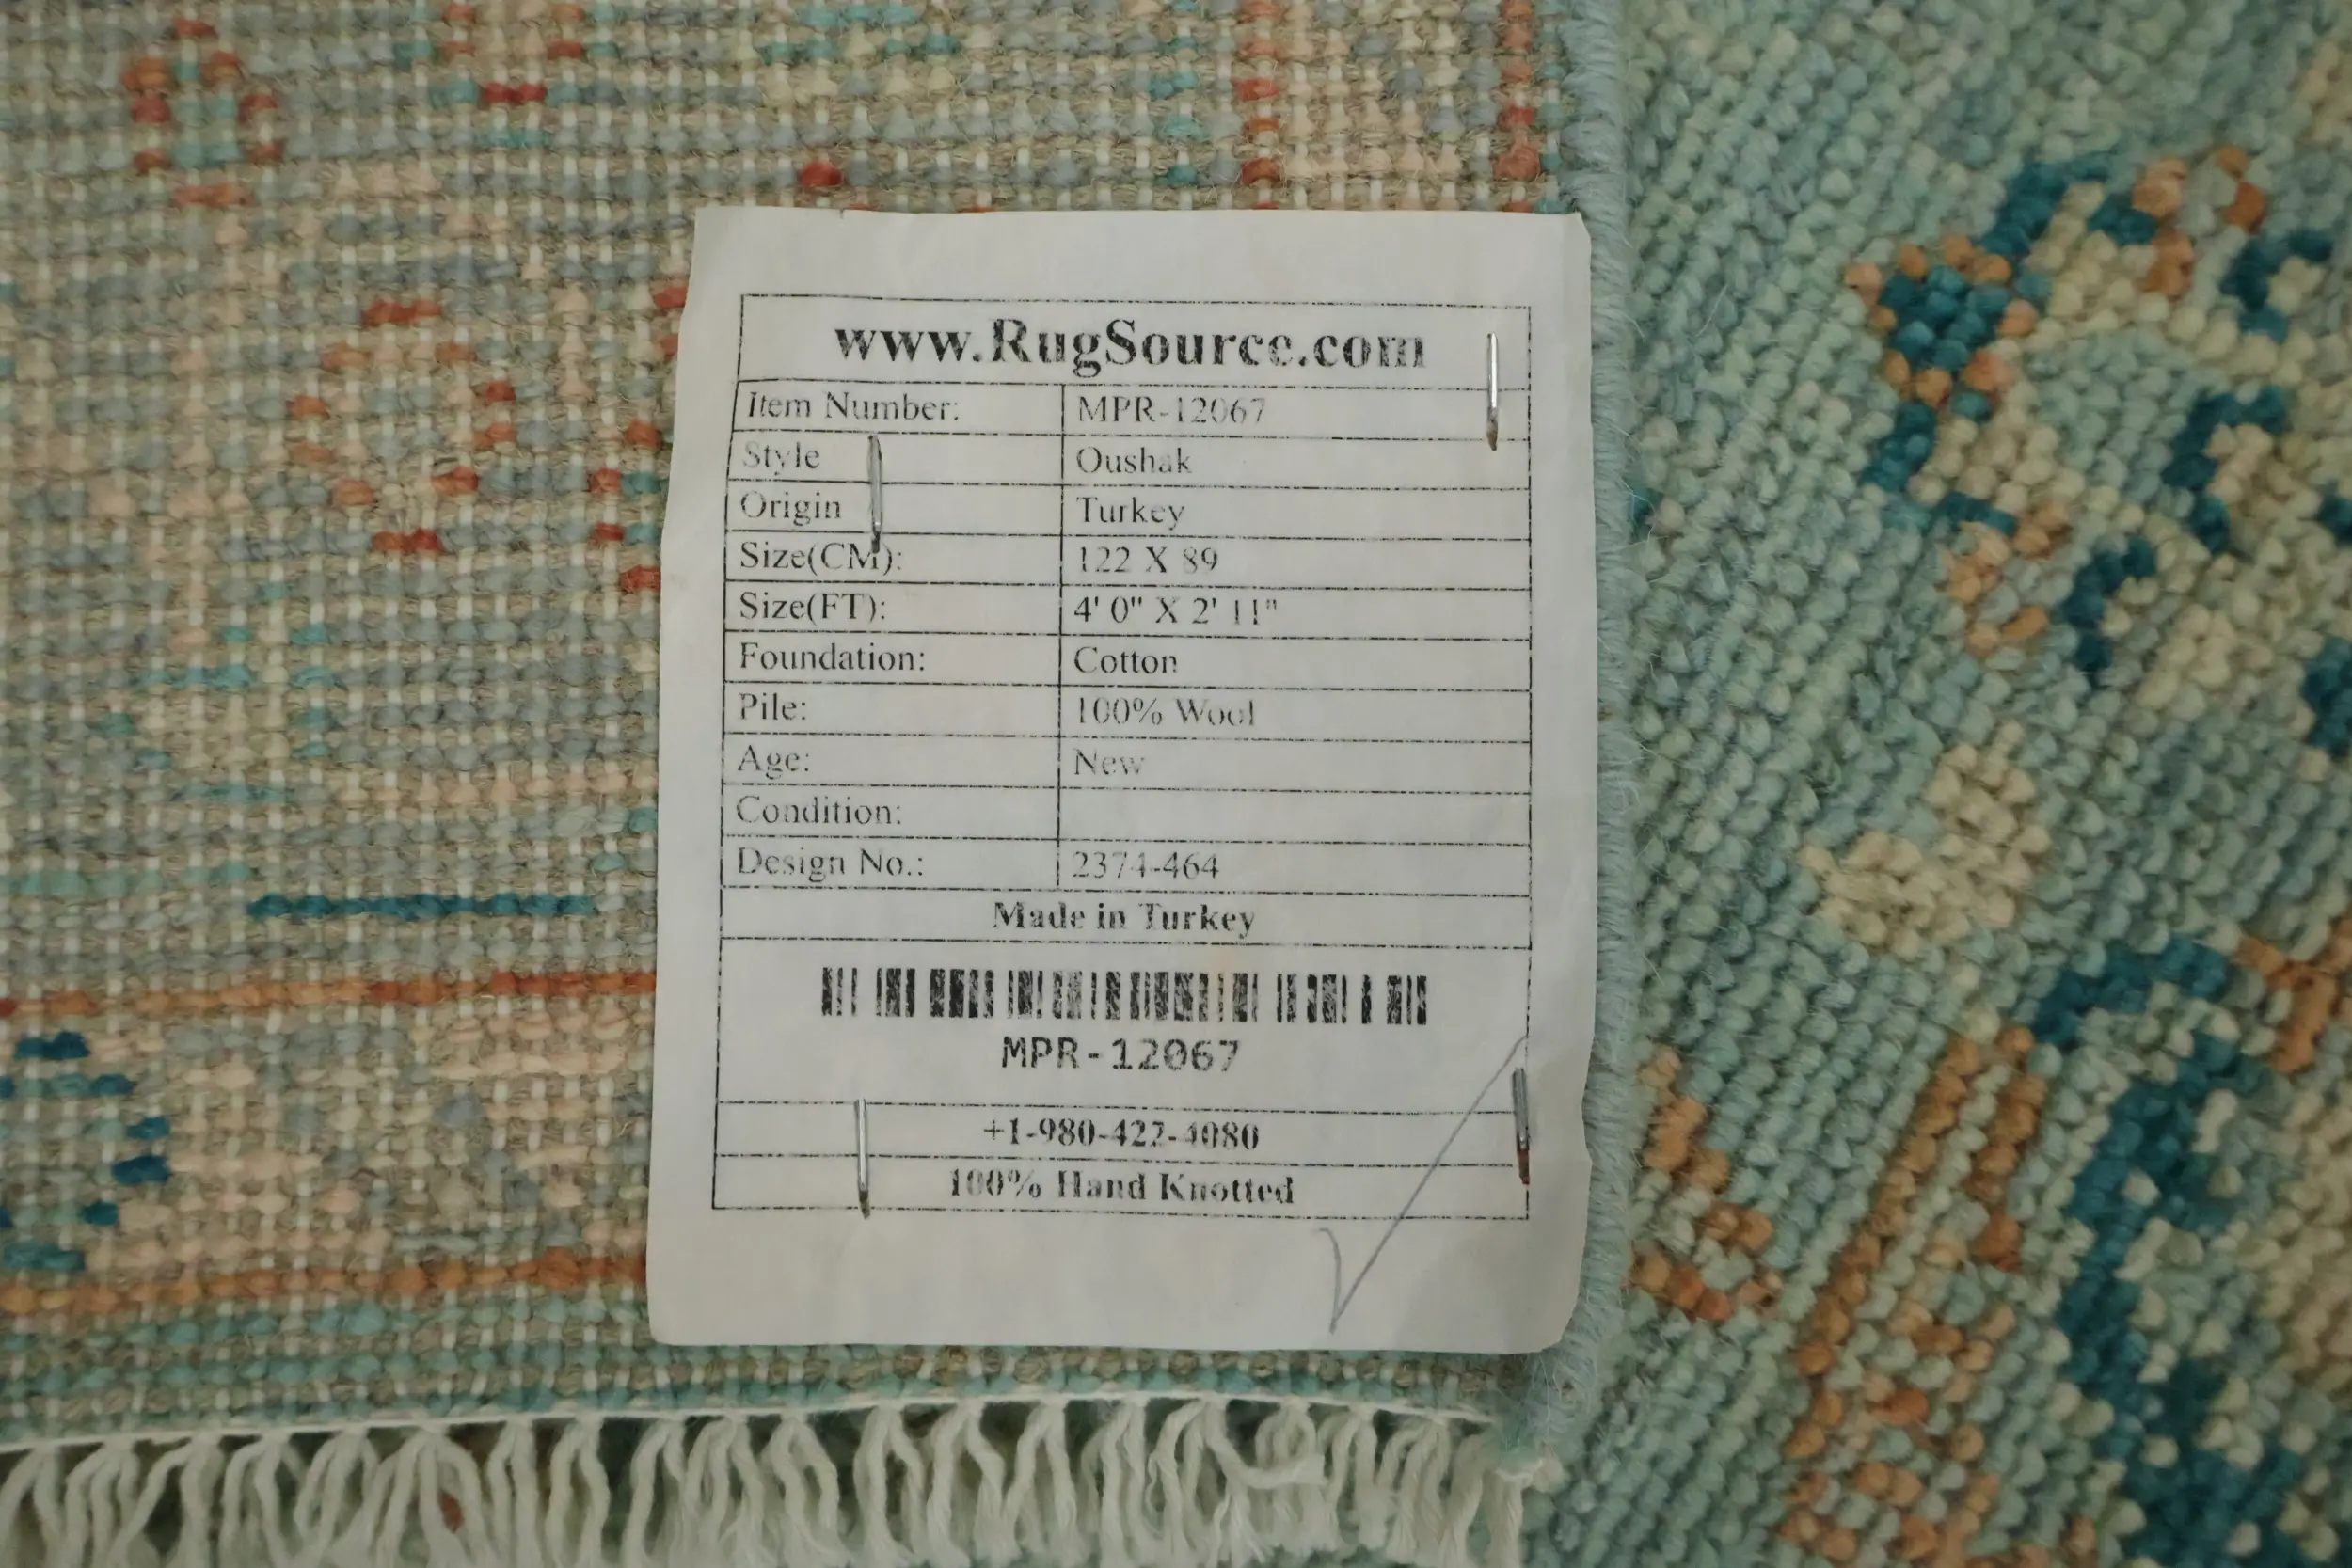 www.RugSource.com
Item Number: MPR-12067
Style Oushak
Origin Turkey
Size(CM): 122 X 89
Size(FT): 4' 0" X 2' 11"
Foundation: Cotton
Pile: 100% Wool
Age: New
Condition:
Design No.: 2374-464
Made in Turkey
MPR-12067
+1-980-422-4080
100% Hand Knotted